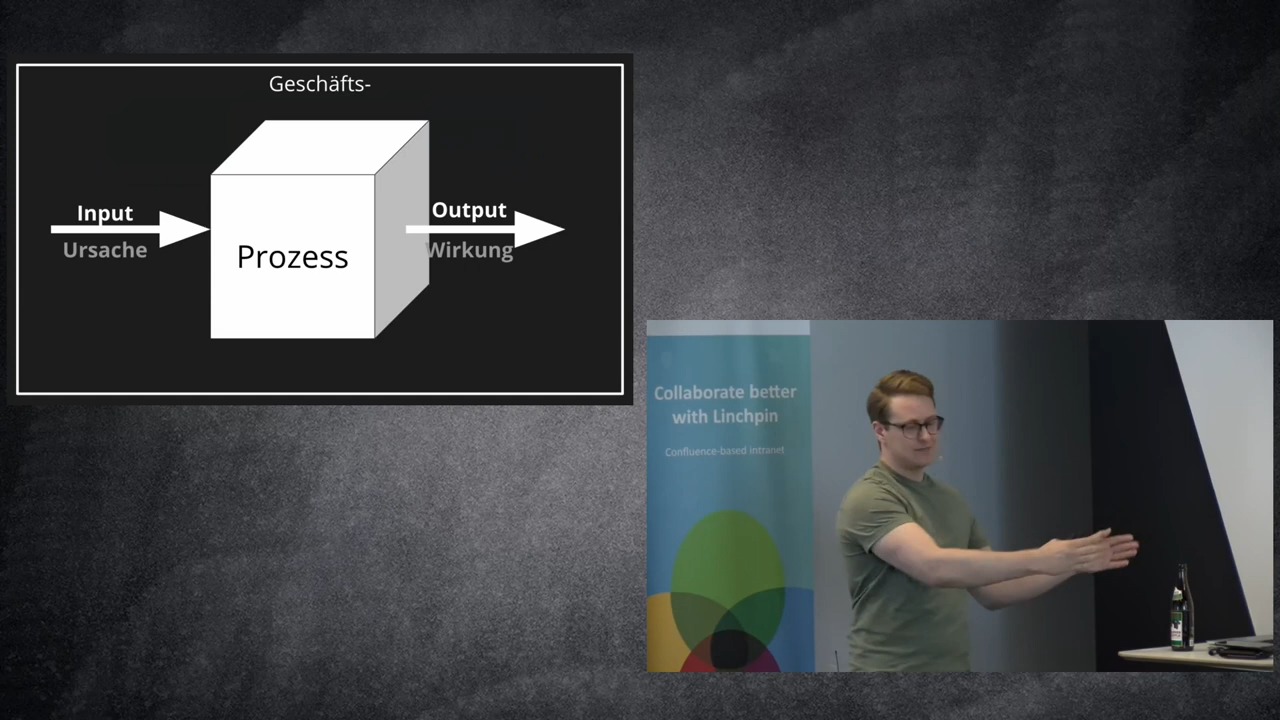 Geschäfts-
Input
Ursache
Prozess
Output
Wirkung
Collaborate better
with Linchpin
Confluence-based intranet